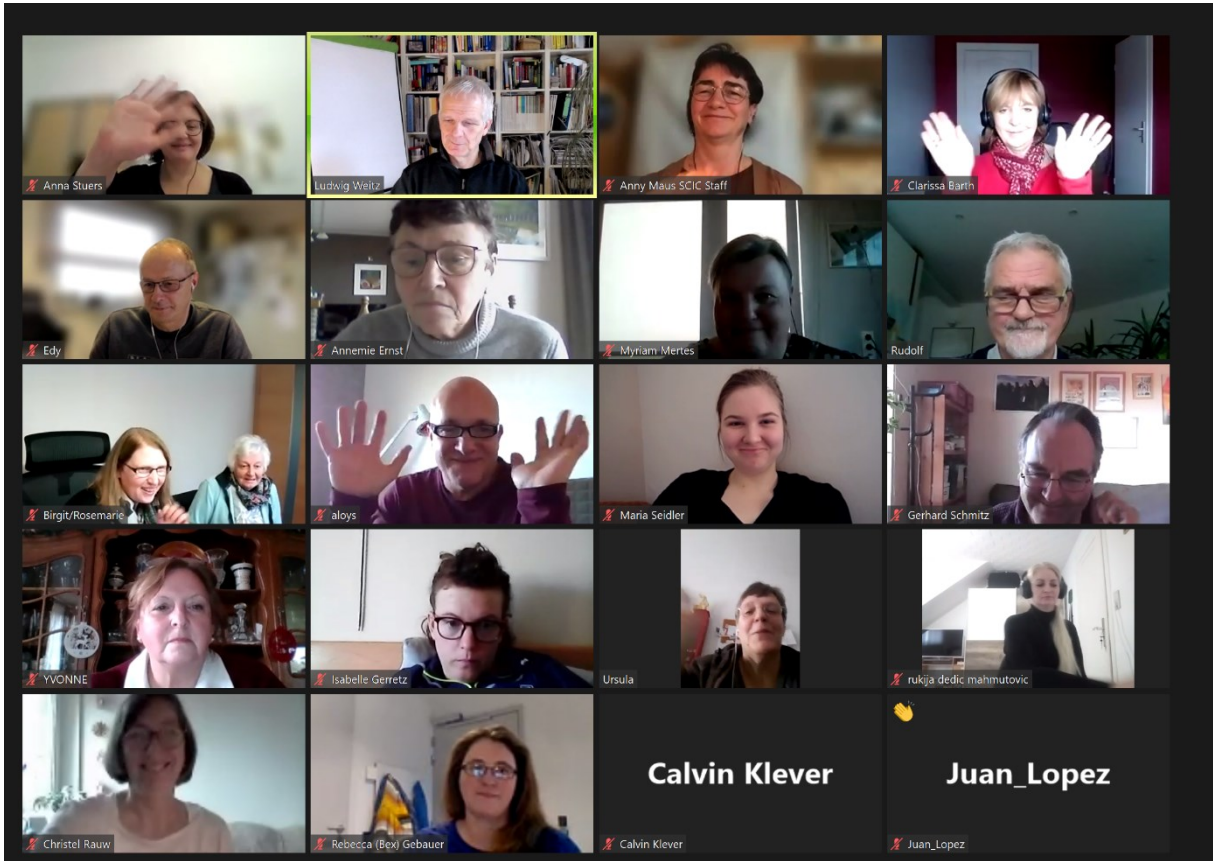 Anna Stuers
Ludwig Weitz
Anny Maus SCIC Staff
Clarissa Barth
Edy
Annemie Ernst
Myriam Mertes
Rudolf
Birgit/Rosemarie
aloys
Maria Seidler
Gerhard Schmitz
YVONNE
Isabelle Gerretz
Ursula
rukija dedic mahmutovic
Christel Rauw
Rebecca (Bex) Gebauer
Calvin Klever
Calvin Klever
Juan_Lopez
Juan_Lopez